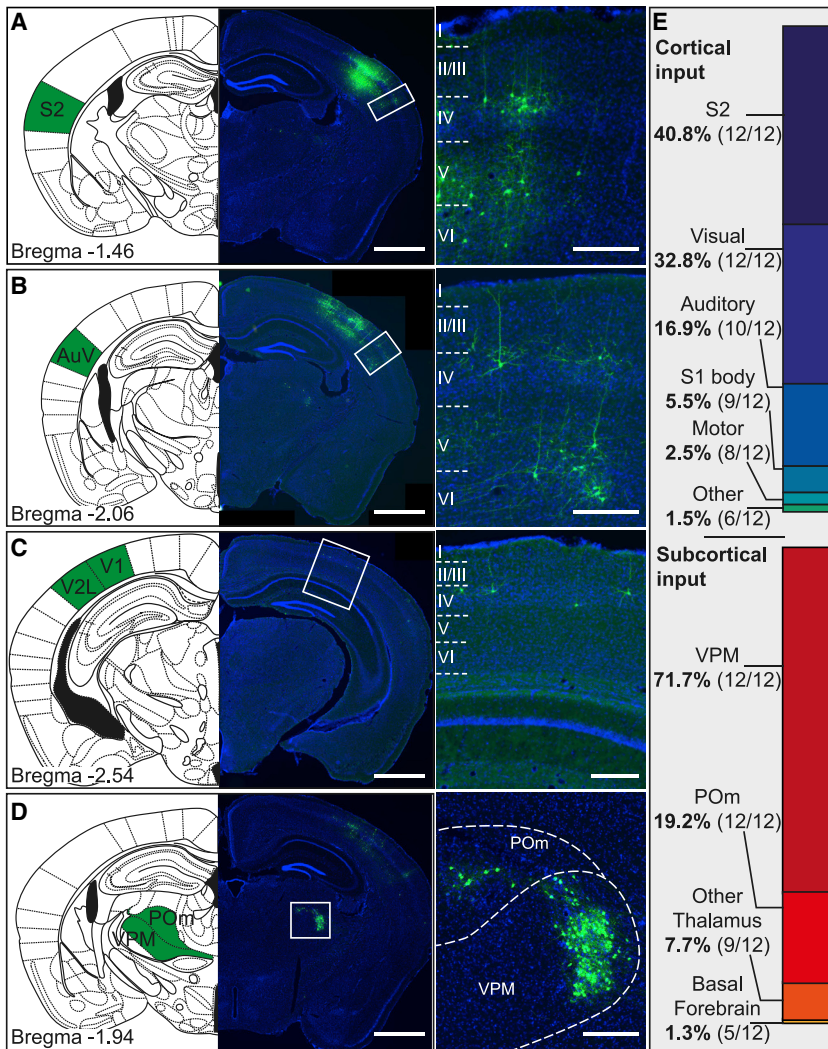 A
S2
Bregma -1.46
I
II/III
IV
V
VI
B
AuV
Bregma -2.06
I
II/III
IV
V
VI
C
V1
V2L
Bregma -2.54
I
II/III
IV
V
VI
D
POm
VPM
Bregma -1.94
POm
VPM
E
Cortical
input
S2
40.8% (12/12)
Visual
32.8% (12/12)
Auditory
16.9% (10/12)
S1 body
5.5% (9/12)
Motor
2.5% (8/12)
Other
1.5% (6/12)
Subcortical
input
VPM
71.7% (12/12)
POm
19.2% (12/12)
Other
Thalamus
7.7% (9/12)
Basal
Forebrain
1.3% (5/12)